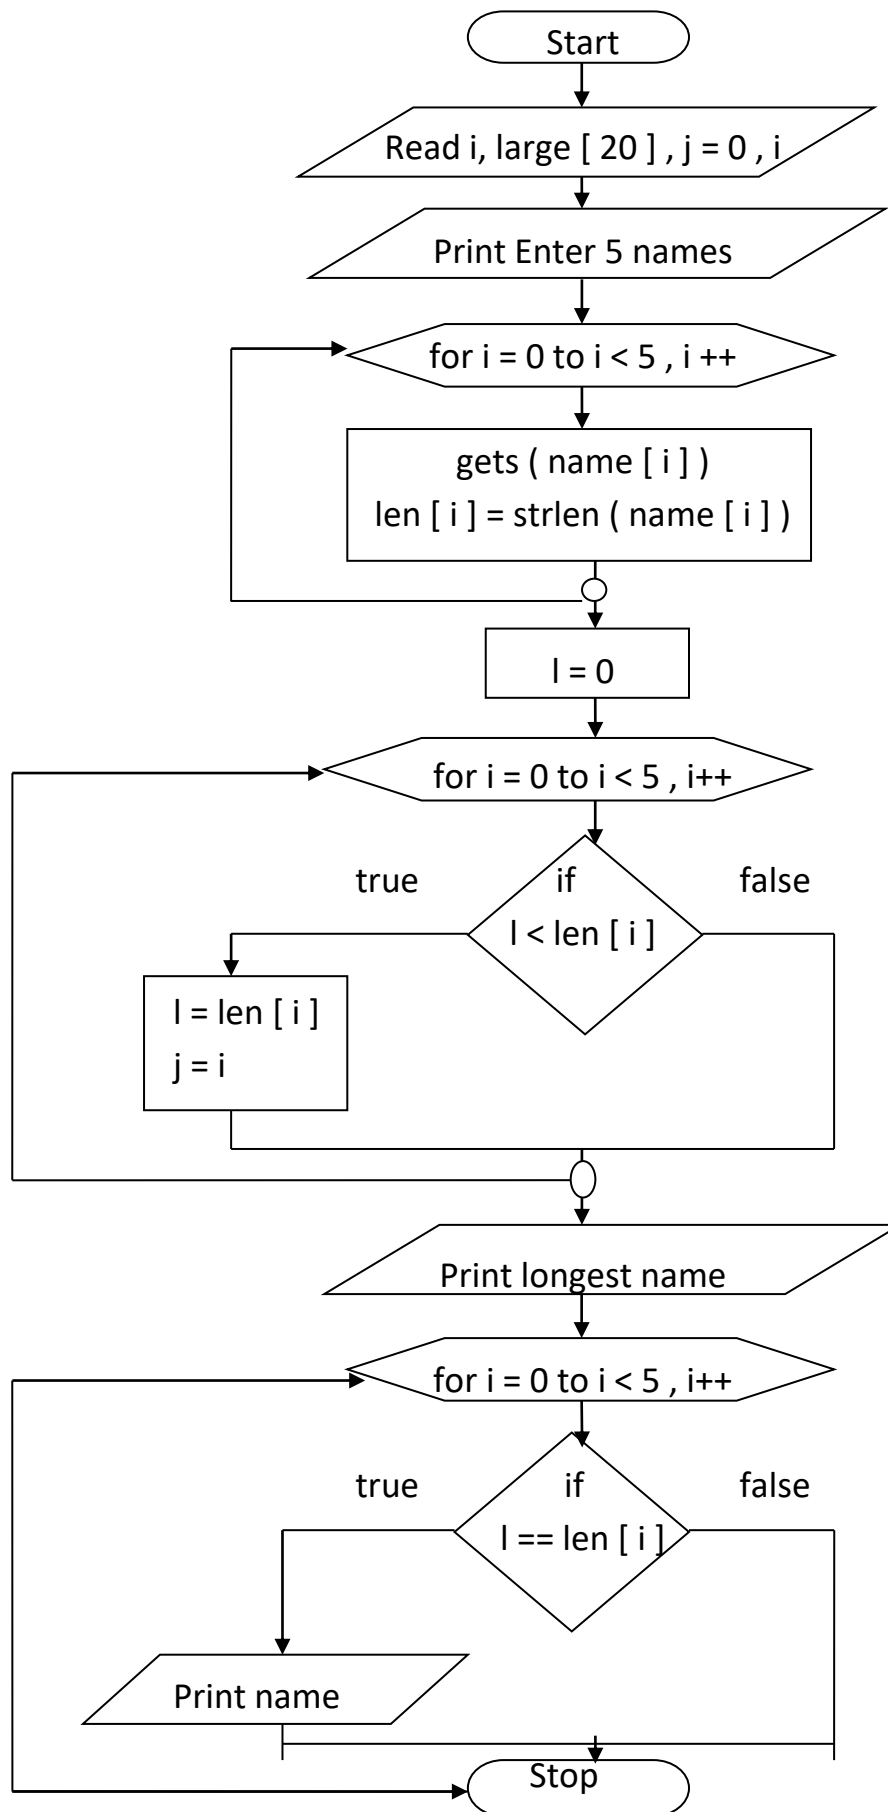 Start
Read i, large [ 20 ] , j = 0 , i
Print Enter 5 names
for i = 0 to i < 5 , i ++
gets ( name [ i ] )
len [ i ] = strlen ( name [ i ] )
l = 0
for i = 0 to i < 5 , i++
true if false
l < len [ i ]
l = len [ i ]
j = i
Print longest name
for i = 0 to i < 5 , i++
true if false
l == len [ i ]
Print name
Stop